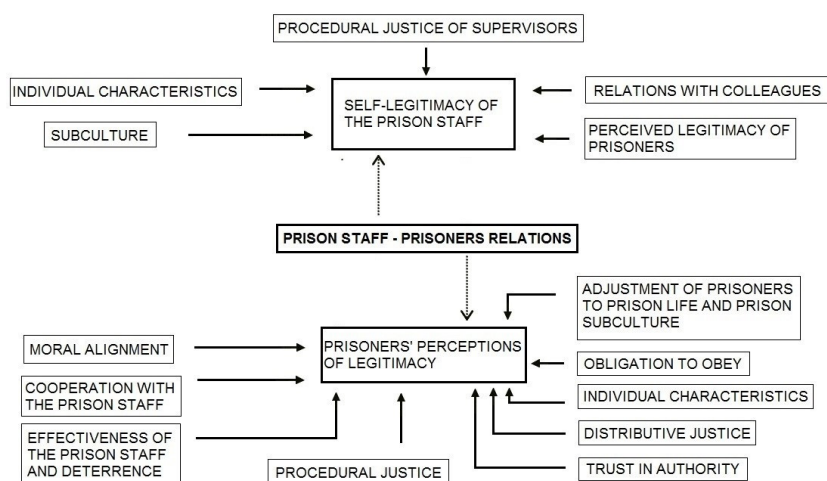 PROCEDURAL JUSTICE OF SUPERVISORS
INDIVIDUAL CHARACTERISTICS
SUBCULTURE
SELF-LEGITIMACY OF
THE PRISON STAFF
RELATIONS WITH COLLEAGUES
PERCEIVED LEGITIMACY OF
PRISONERS
PRISON STAFF - PRISONERS RELATIONS
ADJUSTMENT OF PRISONERS
TO PRISON LIFE AND PRISON
SUBCULTURE
MORAL ALIGNMENT
PRISONERS' PERCEPTIONS
OF LEGITIMACY
OBLIGATION TO OBEY
COOPERATION WITH
THE PRISON STAFF
INDIVIDUAL CHARACTERISTICS
EFFECTIVENESS OF
THE PRISON STAFF
AND DETERRENCE
DISTRIBUTIVE JUSTICE
PROCEDURAL JUSTICE
TRUST IN AUTHORITY